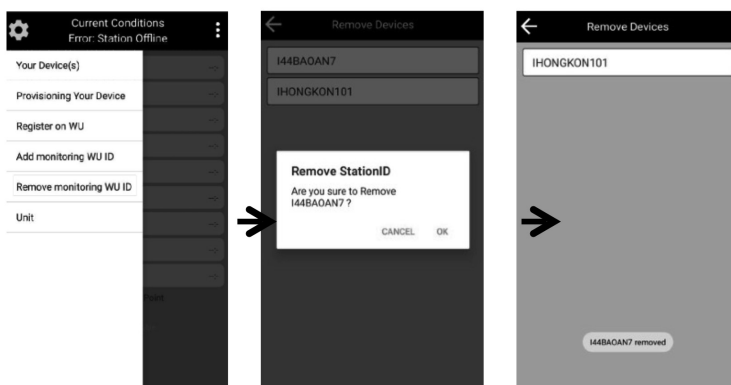 Current Conditions
Error: Station Offline
Your Device(s)
Provisioning Your Device
Register on WU
Add monitoring WU ID
Remove monitoring WU ID
Unit
Point
Remove Devices
I44BAOAN7
IHONGKON101
Remove StationID
Are you sure to Remove
I44BAOAN7 ?
CANCEL OK
Remove Devices
IHONGKON101
I44BAOAN7 removed